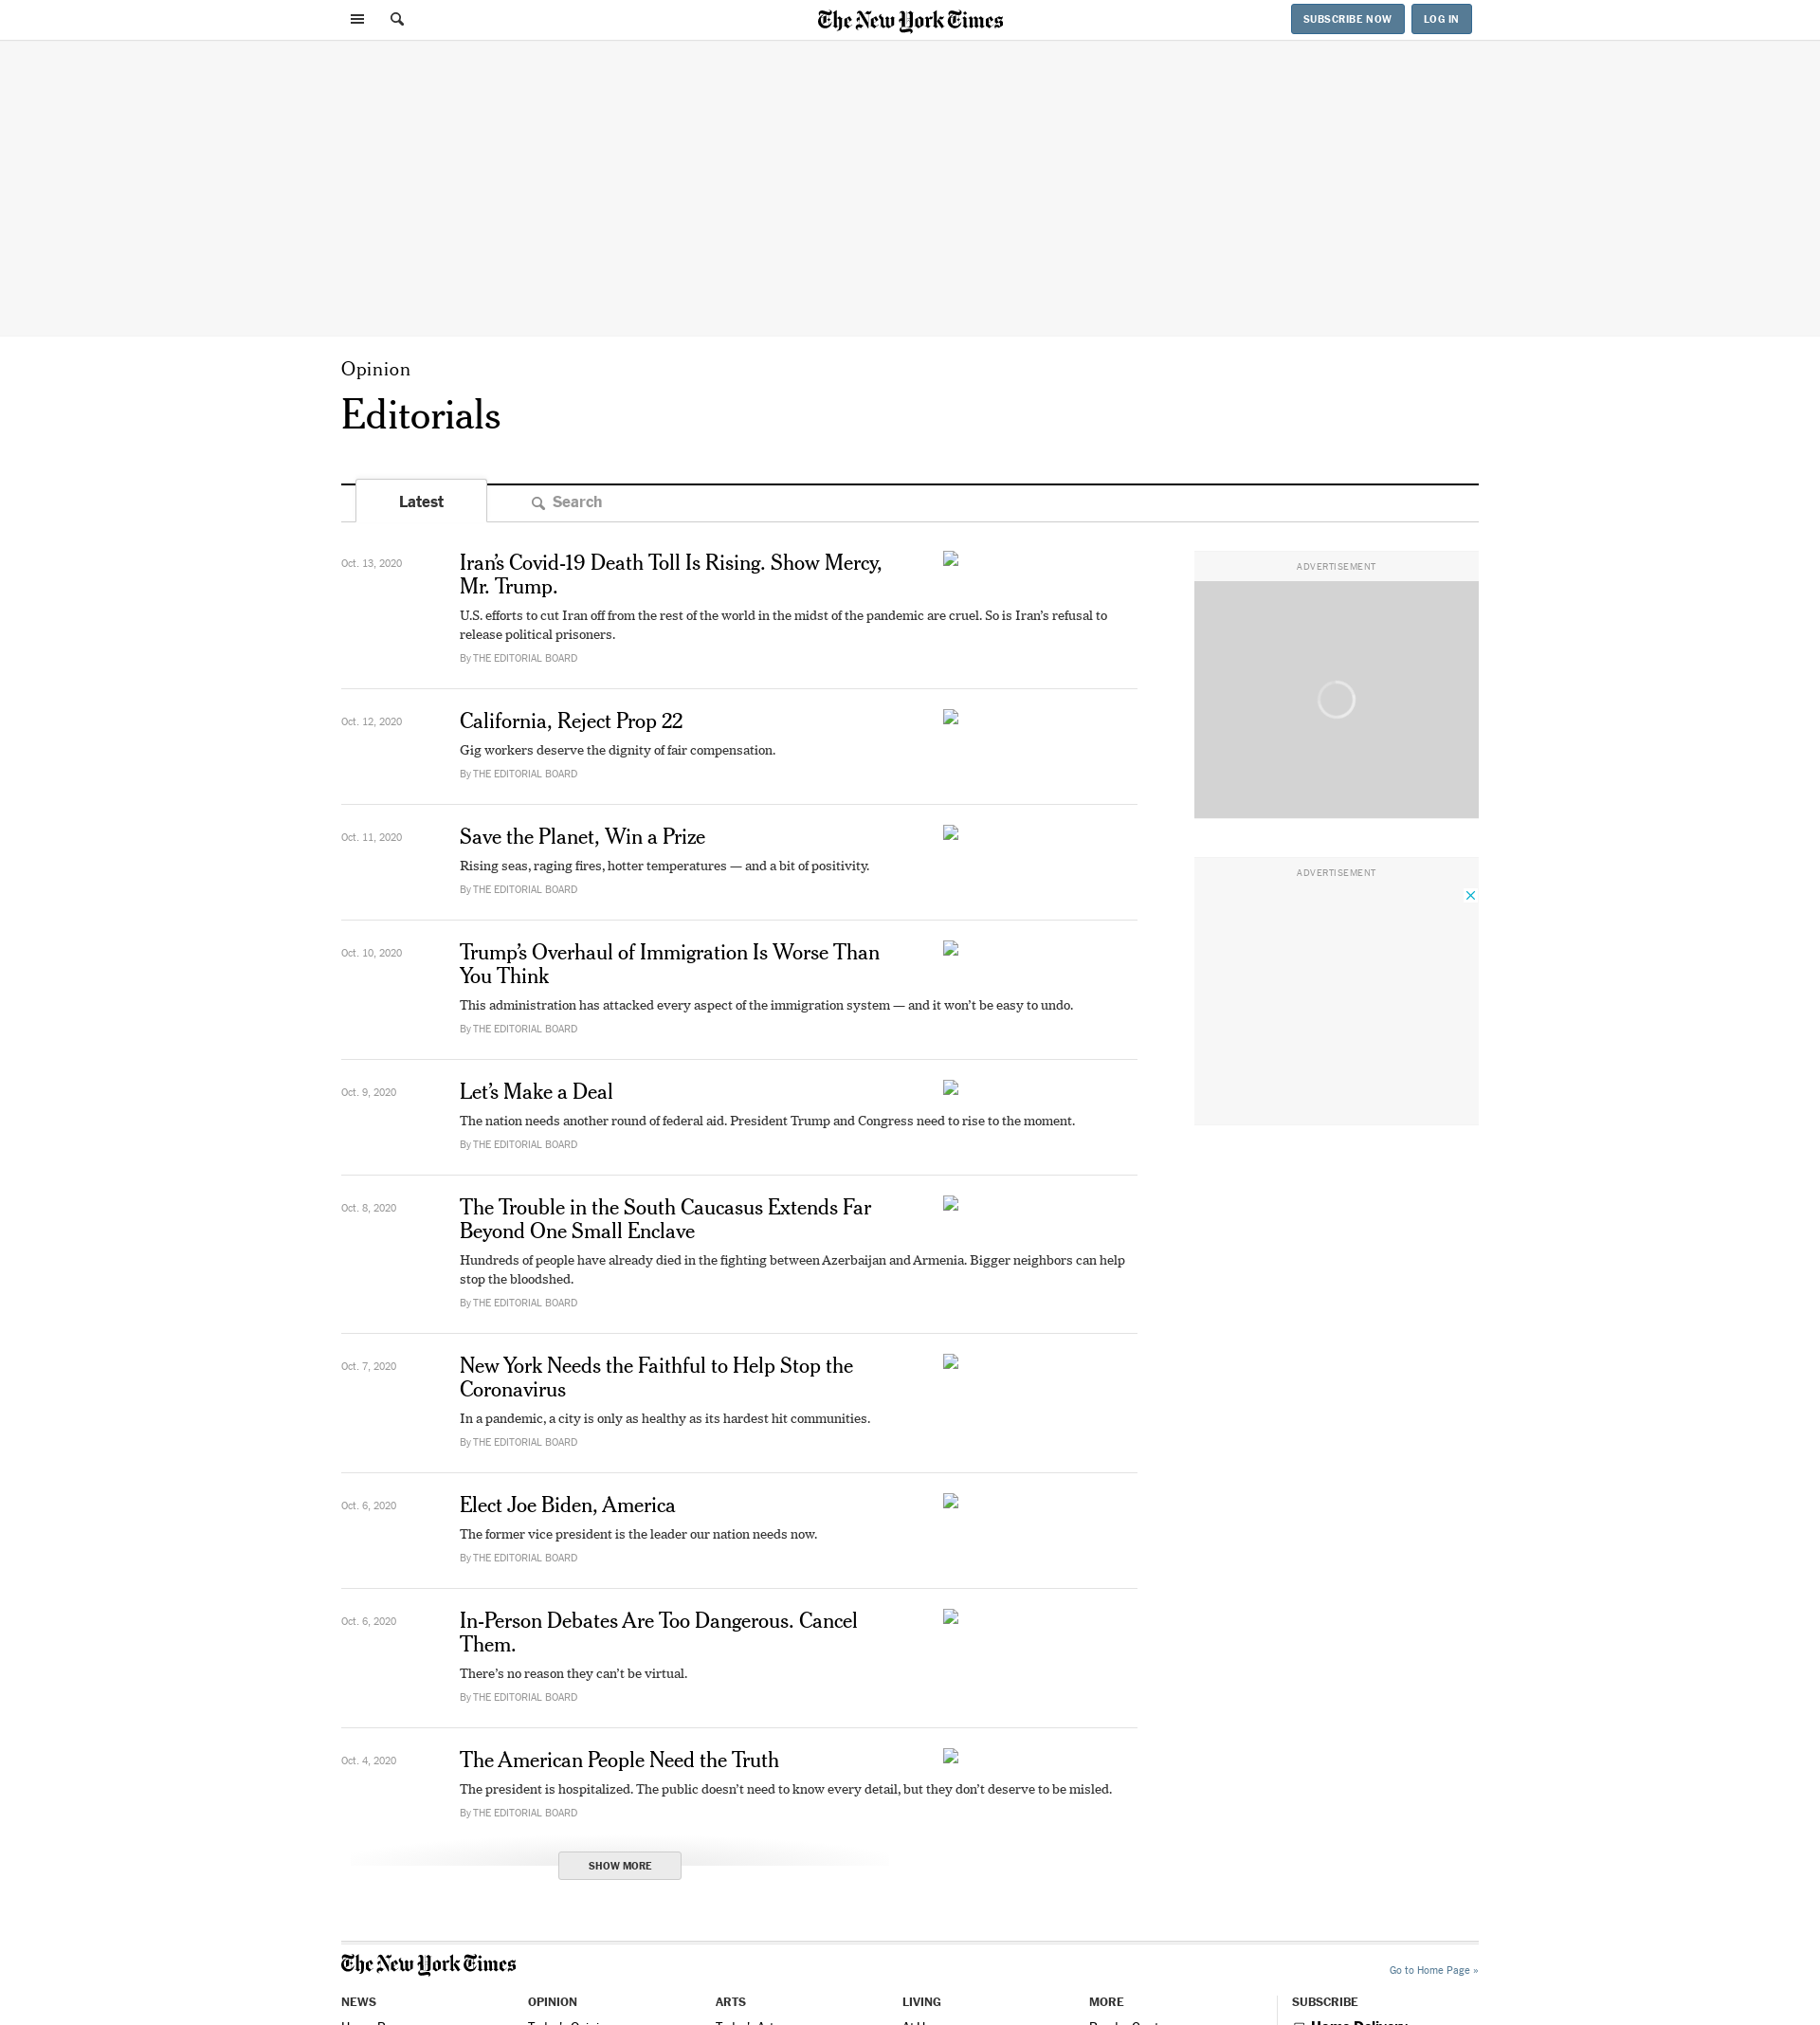 The New York Times
SUBSCRIBE NOW
LOG IN
Opinion
Editorials
Latest
Search
Oct. 13, 2020
Iran’s Covid-19 Death Toll Is Rising. Show Mercy,
Mr. Trump.
U.S. efforts to cut Iran off from the rest of the world in the midst of the pandemic are cruel. So is Iran’s refusal to
release political prisoners.
By THE EDITORIAL BOARD
ADVERTISEMENT
Oct. 12, 2020
California, Reject Prop 22
Gig workers deserve the dignity of fair compensation.
By THE EDITORIAL BOARD
Oct. 11, 2020
Save the Planet, Win a Prize
Rising seas, raging fires, hotter temperatures — and a bit of positivity.
By THE EDITORIAL BOARD
ADVERTISEMENT
Oct. 10, 2020
Trump’s Overhaul of Immigration Is Worse Than
You Think
This administration has attacked every aspect of the immigration system — and it won’t be easy to undo.
By THE EDITORIAL BOARD
Oct. 9, 2020
Let’s Make a Deal
The nation needs another round of federal aid. President Trump and Congress need to rise to the moment.
By THE EDITORIAL BOARD
Oct. 8, 2020
The Trouble in the South Caucasus Extends Far
Beyond One Small Enclave
Hundreds of people have already died in the fighting between Azerbaijan and Armenia. Bigger neighbors can help
stop the bloodshed.
By THE EDITORIAL BOARD
Oct. 7, 2020
New York Needs the Faithful to Help Stop the
Coronavirus
In a pandemic, a city is only as healthy as its hardest hit communities.
By THE EDITORIAL BOARD
Oct. 6, 2020
Elect Joe Biden, America
The former vice president is the leader our nation needs now.
By THE EDITORIAL BOARD
Oct. 6, 2020
In-Person Debates Are Too Dangerous. Cancel
Them.
There’s no reason they can’t be virtual.
By THE EDITORIAL BOARD
Oct. 4, 2020
The American People Need the Truth
The president is hospitalized. The public doesn’t need to know every detail, but they don’t deserve to be misled.
By THE EDITORIAL BOARD
SHOW MORE
The New York Times
Go to Home Page »
NEWS
OPINION
ARTS
LIVING
MORE
SUBSCRIBE
Home Delivery